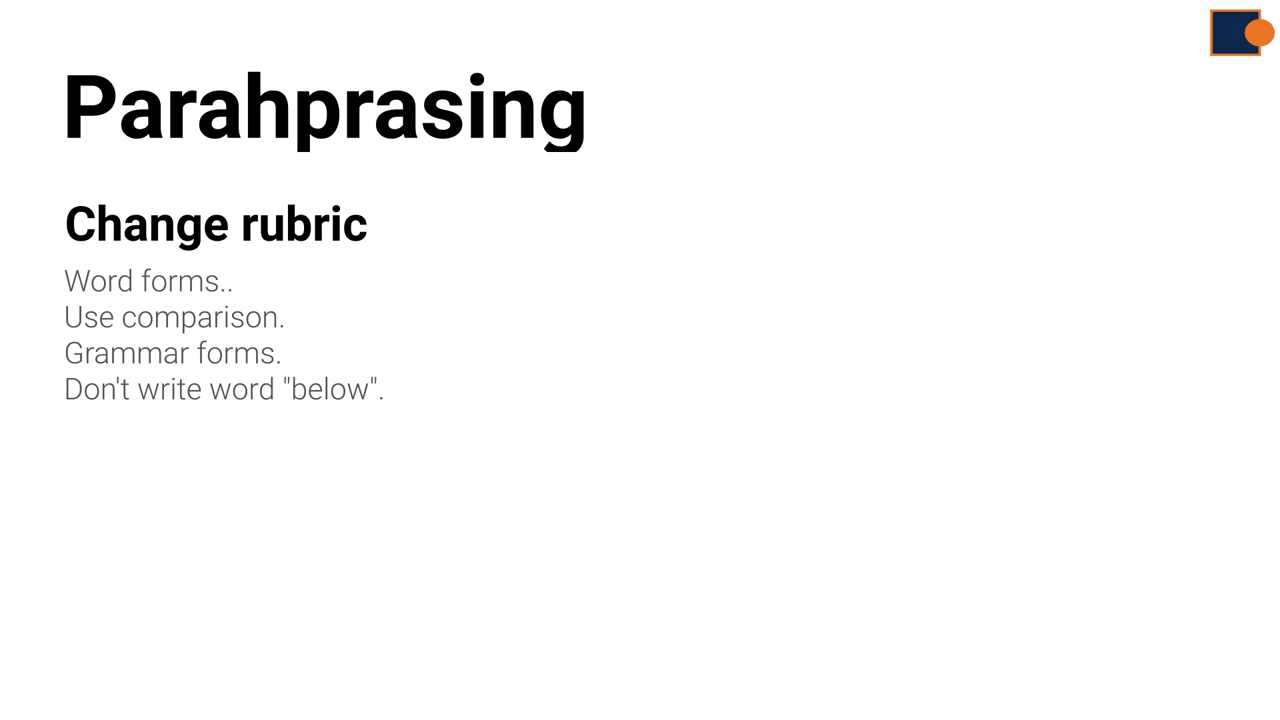 Parahprasing
Change rubric
Word forms..
Use comparison.
Grammar forms.
Don't write word "below".